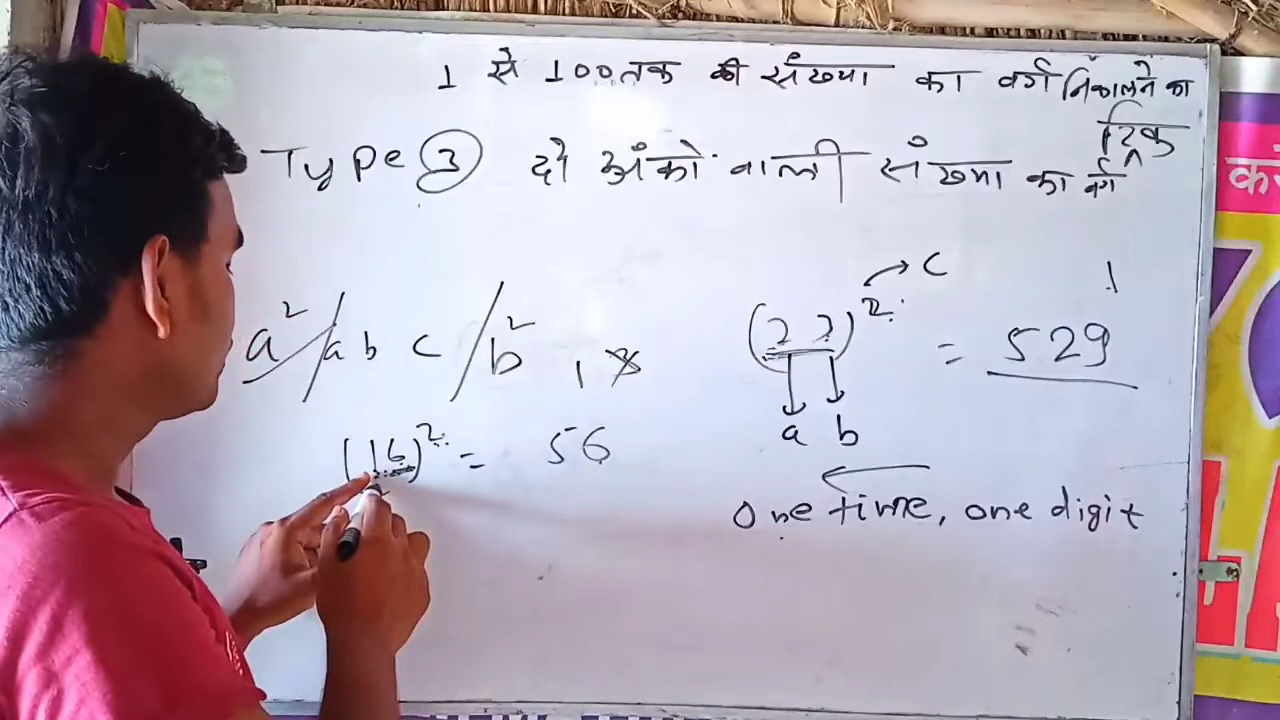 1 से 100 तक की संख्या का वर्ग निकालने का
ट्रिक
Type ③ दो अंको वाली संख्या का वर्ग
a² / a b c / b²
(23)² = 529
c
a b
(16)² = 56
One time, one digit